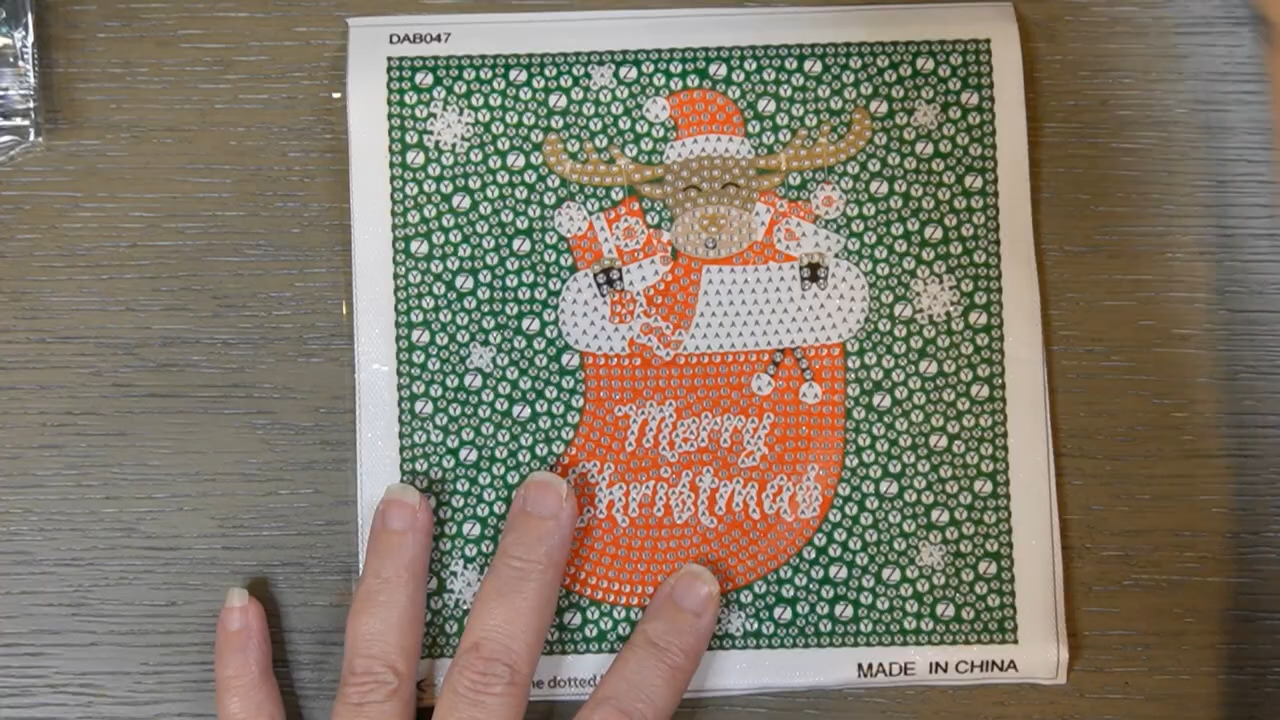 DAB047
Merry
Christmas
MADE IN CHINA
he dotted